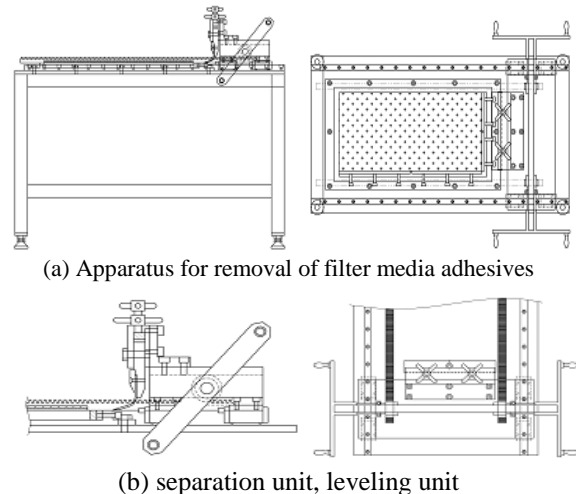 (a) Apparatus for removal of filter media adhesives
(b) separation unit, leveling unit